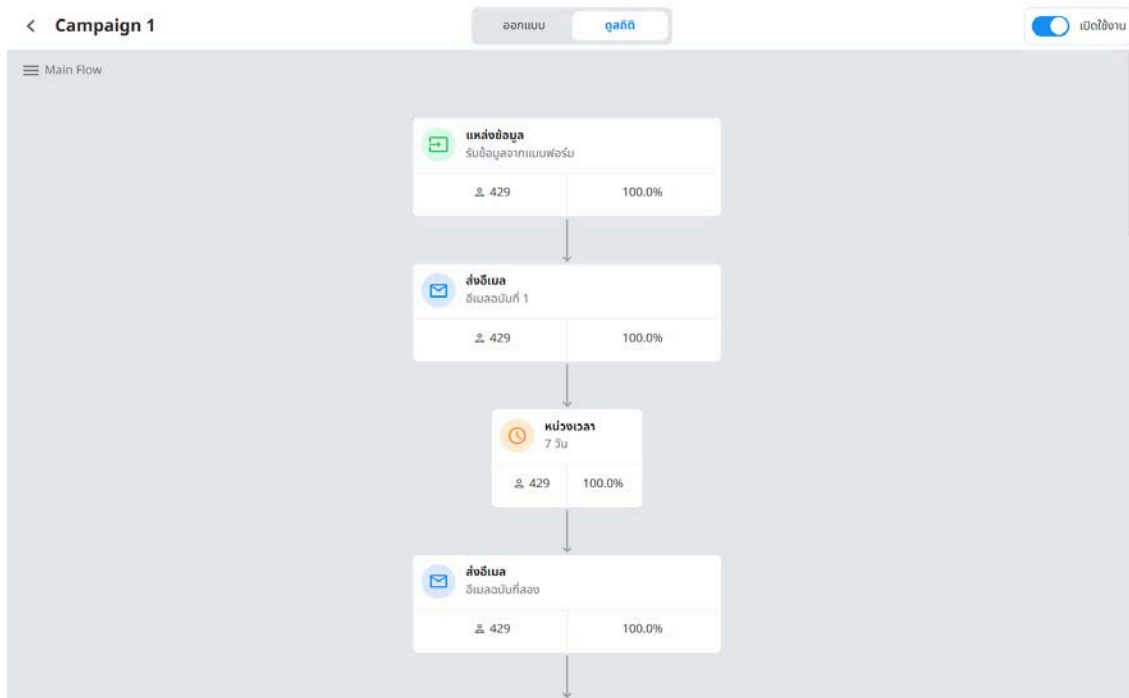 Campaign 1
ออกแบบ
ดูสถิติ
เปิดใช้งาน
Main Flow
แหล่งข้อมูล
รับข้อมูลจากแบบฟอร์ม
429
100.0%
ส่งอีเมล
อีเมลฉบับที่ 1
429
100.0%
หน่วงเวลา
7 วัน
429
100.0%
ส่งอีเมล
อีเมลฉบับที่สอง
429
100.0%